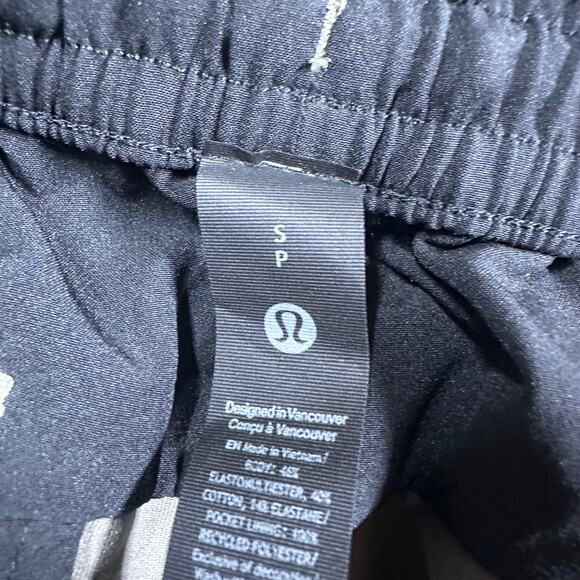 S
P
Designed in Vancouver
Conçu à Vancouver
EN Made in Vietnam/
BODY: 46%
ELASTOMULTIESTER, 40%
COTTON, 14% ELASTANE/
POCKET LINING: 100%
RECYCLED POLYESTER/
Exclusive of decoration/